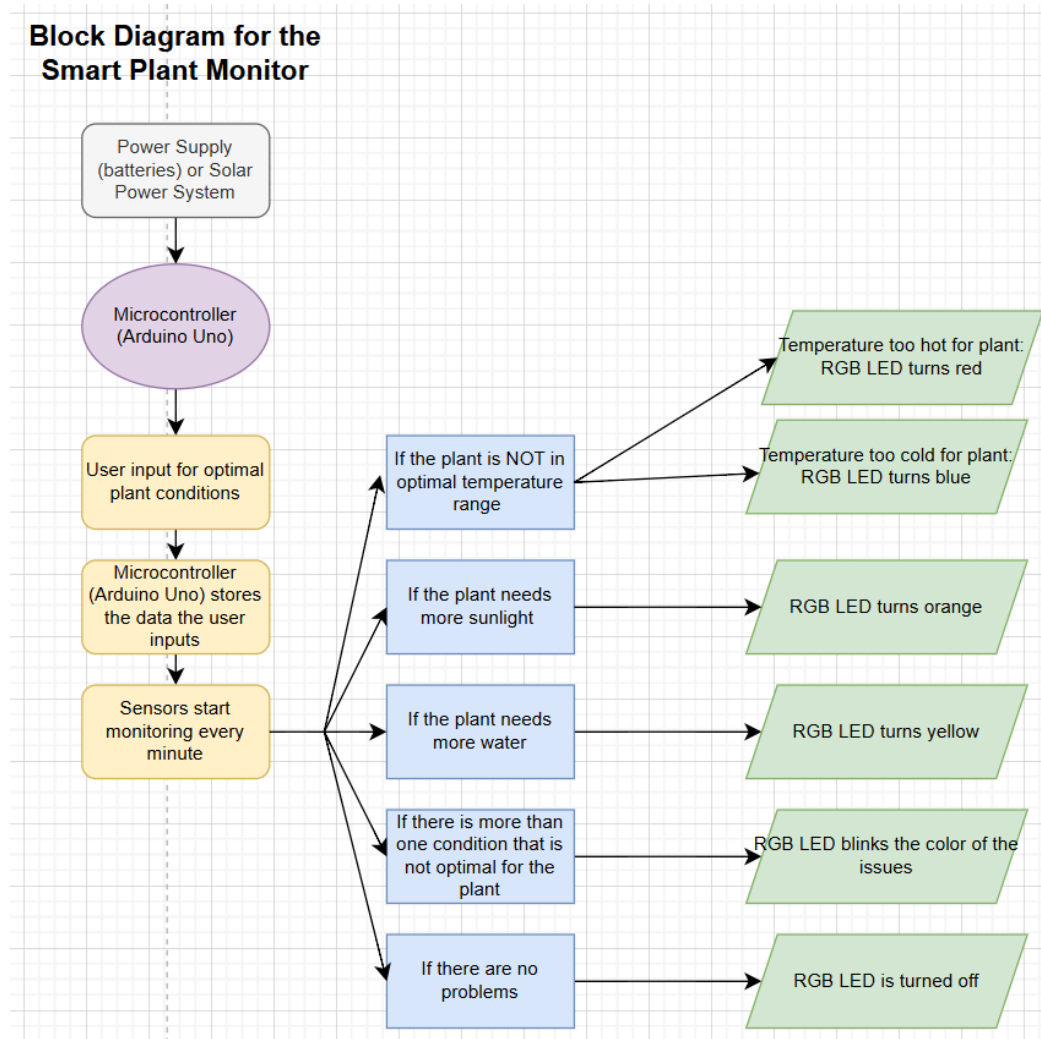 Block Diagram for the
Smart Plant Monitor
Power Supply
(batteries) or Solar
Power System
Microcontroller
(Arduino Uno)
User input for optimal
plant conditions
Microcontroller
(Arduino Uno) stores
the data the user
inputs
Sensors start
monitoring every
minute
If the plant is NOT in
optimal temperature
range
If the plant needs
more sunlight
If the plant needs
more water
If there is more than
one condition that is
not optimal for the
plant
If there are no
problems
Temperature too hot for plant:
RGB LED turns red
Temperature too cold for plant:
RGB LED turns blue
RGB LED turns orange
RGB LED turns yellow
RGB LED blinks the color of the
issues
RGB LED is turned off